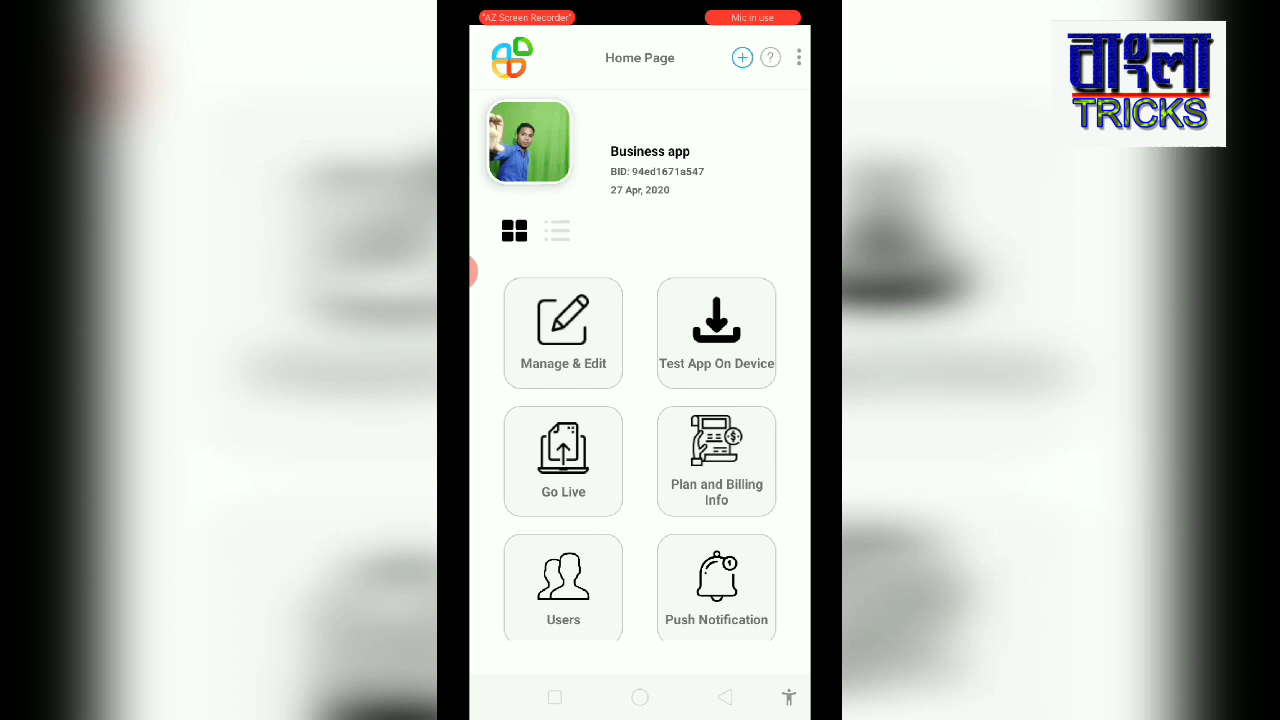 "AZ Screen Recorder"
Mic in use
বাংলা
TRICKS
Home Page
?
Business app
BID: 94ed1671a547
27 Apr, 2020
Manage & Edit
Test App On Device
Go Live
Plan and Billing
Info
Users
Push Notification